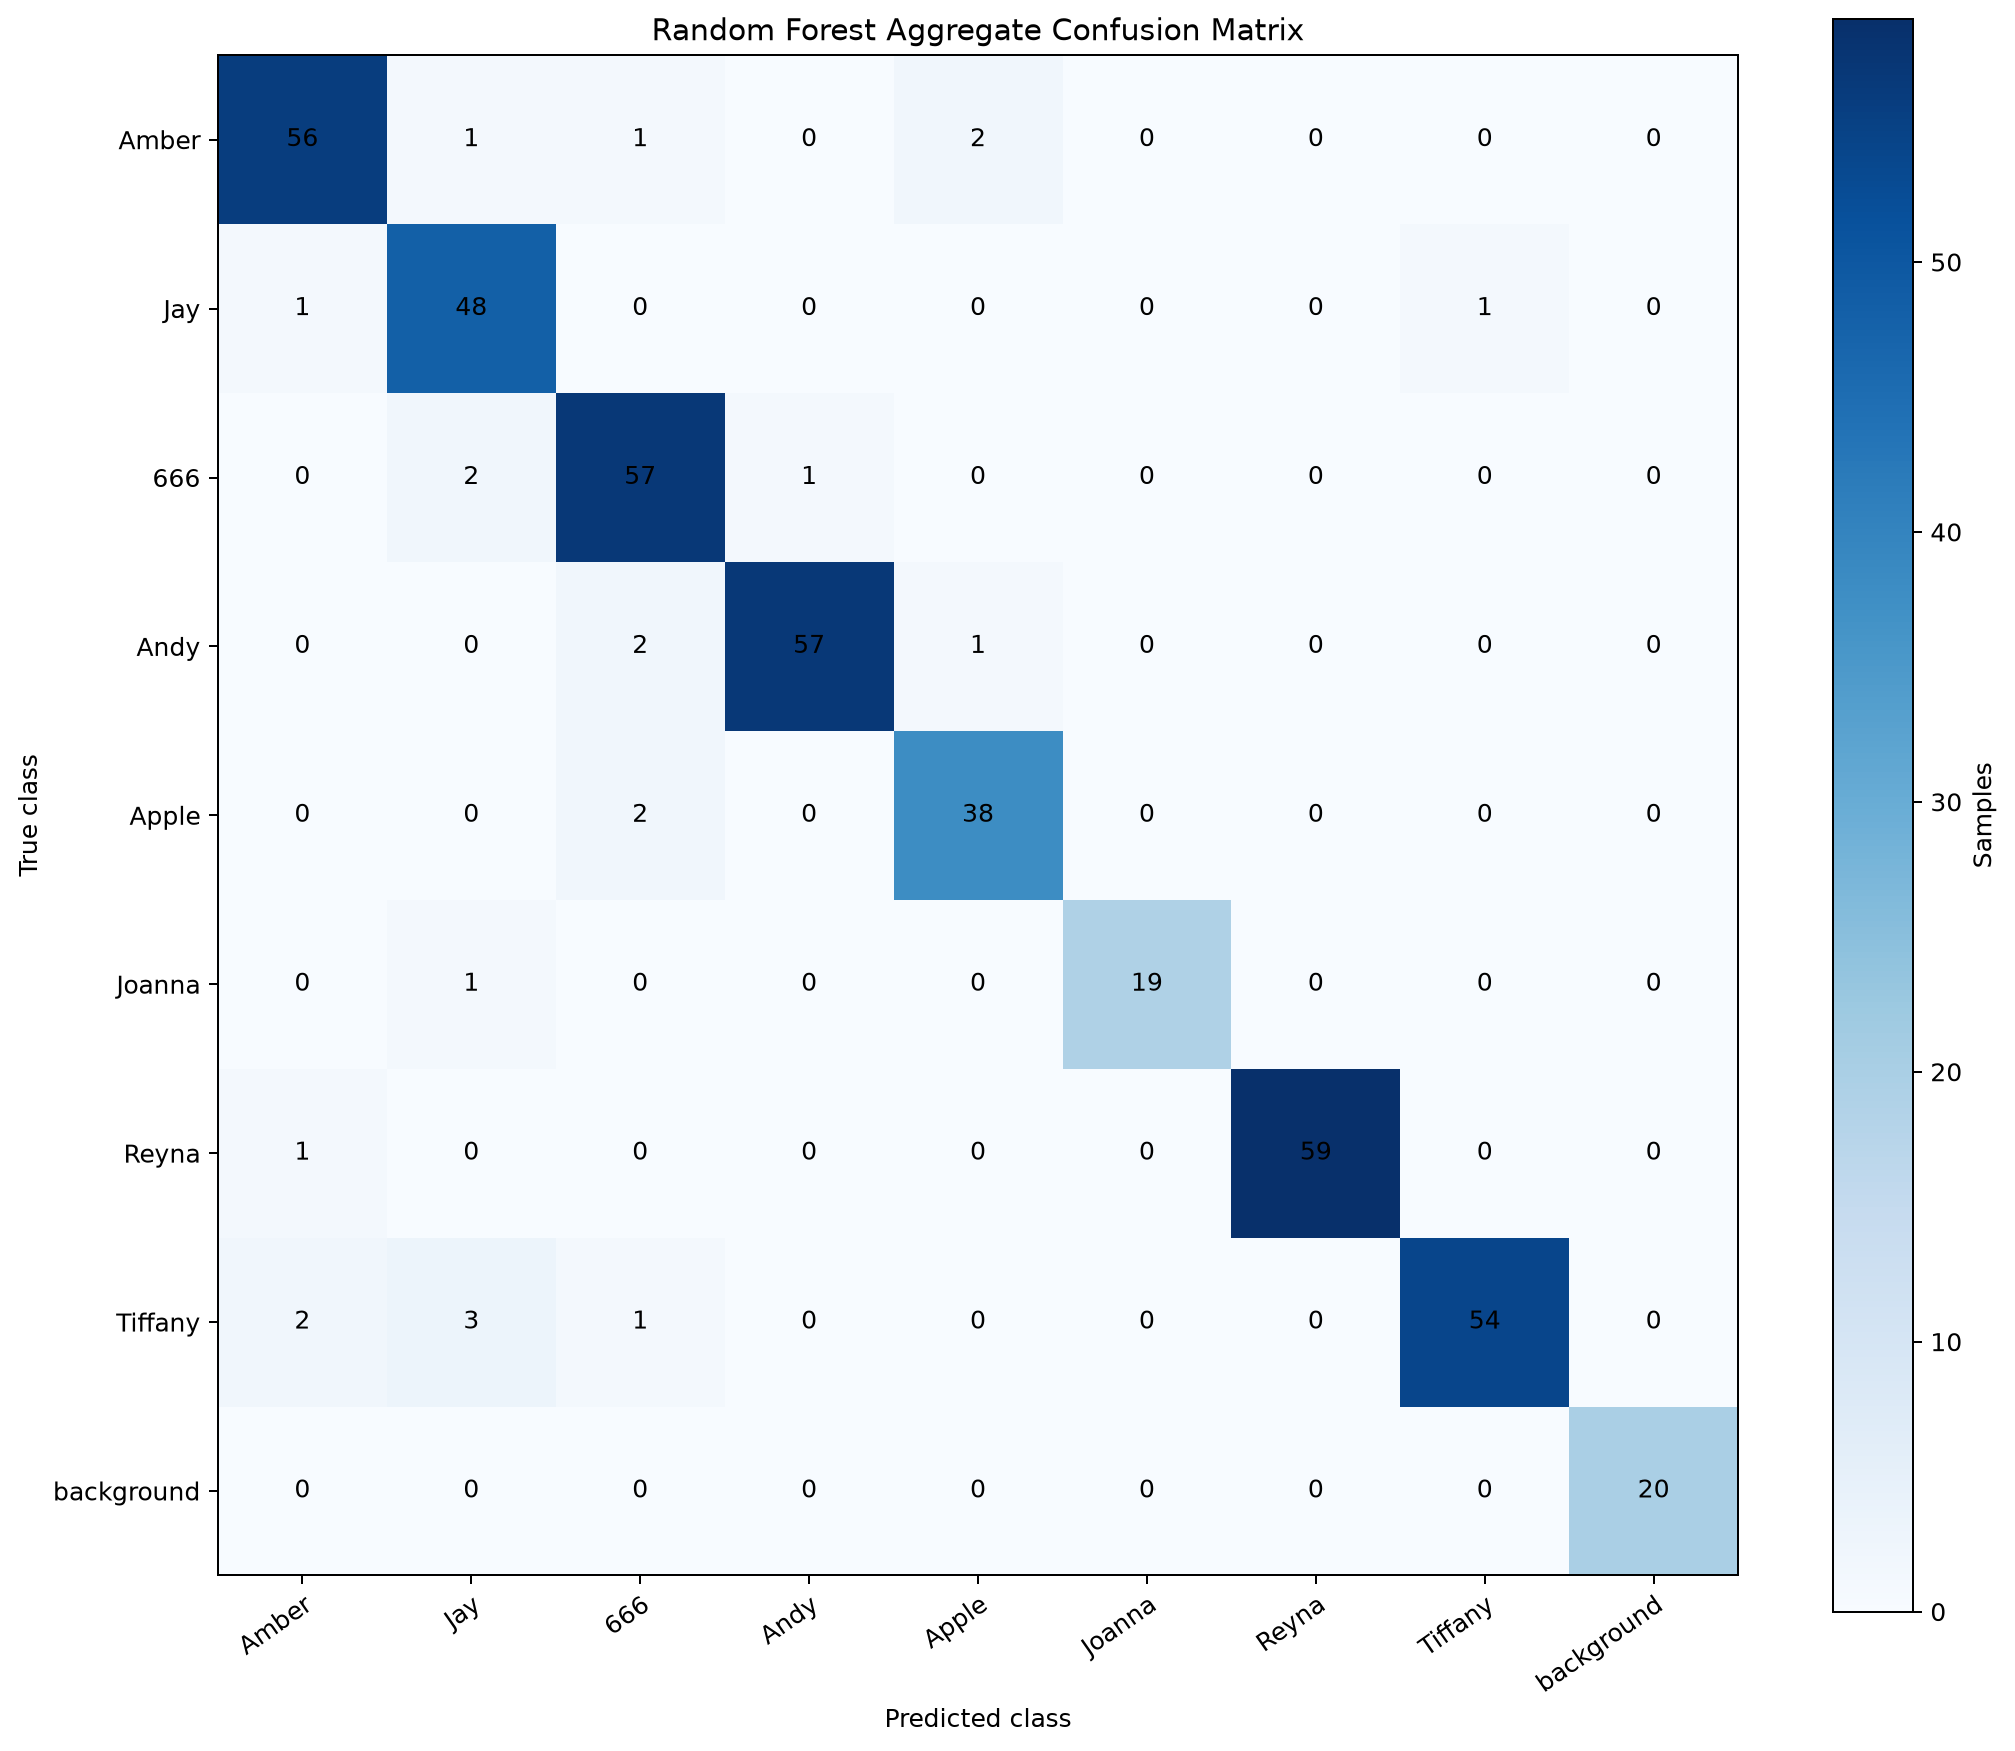 Random Forest Aggregate Confusion Matrix
Amber 56 1 1 0 2 0 0 0 0
Jay 1 48 0 0 0 0 0 1 0
666 0 2 57 1 0 0 0 0 0
Andy 0 0 2 57 1 0 0 0 0
Apple 0 0 2 0 38 0 0 0 0
Joanna 0 1 0 0 0 19 0 0 0
Reyna 1 0 0 0 0 0 59 0 0
Tiffany 2 3 1 0 0 0 0 54 0
background 0 0 0 0 0 0 0 0 20
True class
Amber Jay 666 Andy Apple Joanna Reyna Tiffany background
Predicted class
50
40
30
20
10
0
Samples